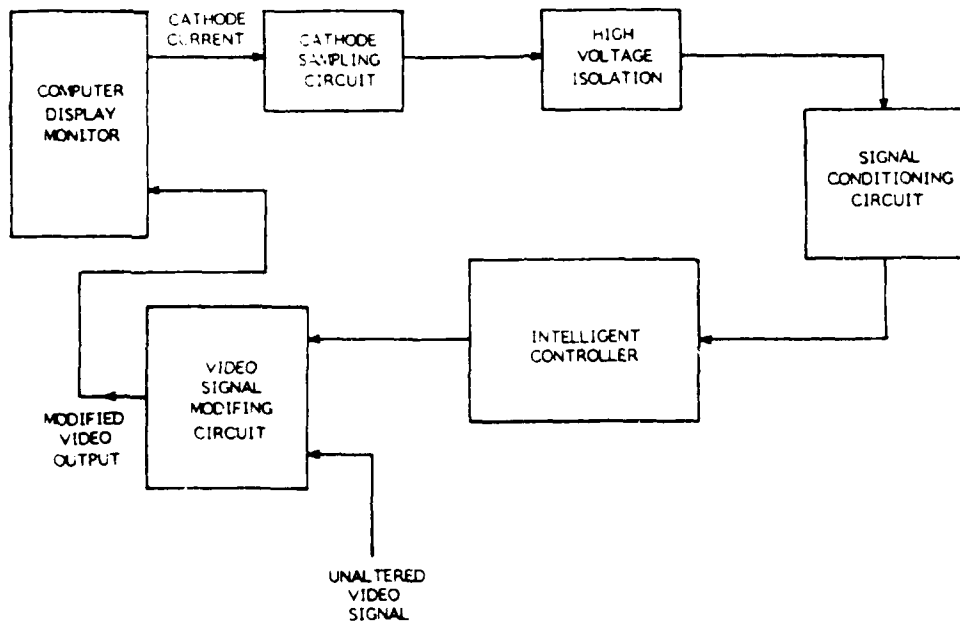 CATHODE
CURRENT
COMPUTER
DISPLAY
MONITOR
CATHODE
SAMPLING
CIRCUIT
HIGH
VOLTAGE
ISOLATION
SIGNAL
CONDITIONING
CIRCUIT
INTELLIGENT
CONTROLLER
VIDEO
SIGNAL
MODIFING
CIRCUIT
MODIFIED
VIDEO
OUTPUT
UNALTERED
VIDEO
SIGNAL